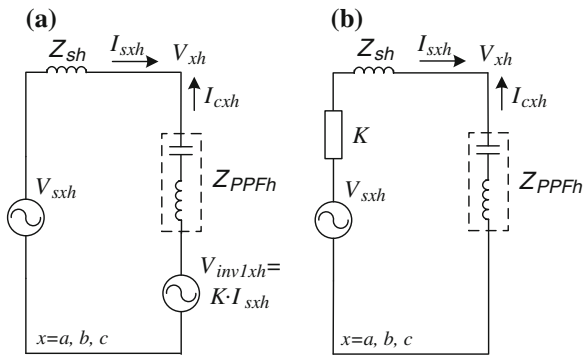 (a)
Z_sh
I_sxh
V_xh
I_cxh
Z_PPFh
V_sxh
V_inv1xh=
K·I_sxh
x=a, b, c
(b)
Z_sh
I_sxh
V_xh
I_cxh
K
Z_PPFh
V_sxh
x=a, b, c